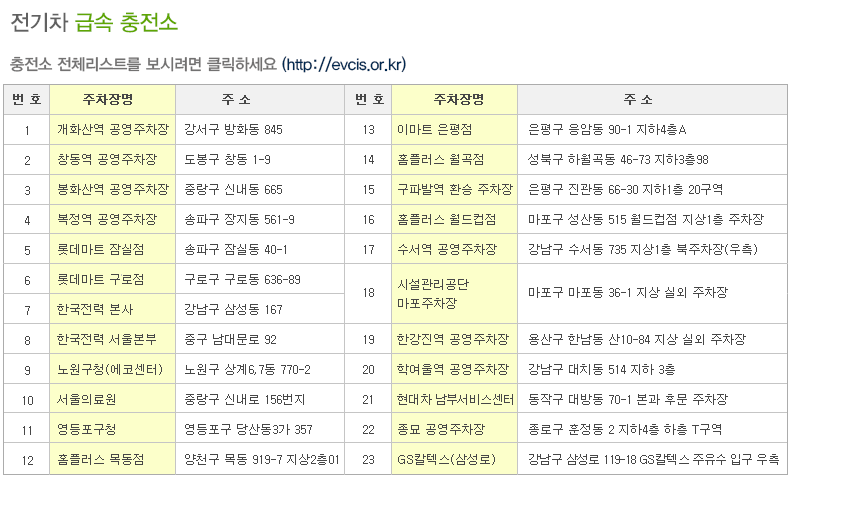 전기차 급속 충전소
충전소 전체리스트를 보시려면 클릭하세요 (http://evcis.or.kr)
번 호 주차장명 주 소 번 호 주차장명 주 소
1 개화산역 공영주차장 강서구 방화동 845 13 이마트 은평점 은평구 응암동 90-1 지하4층A
2 창동역 공영주차장 도봉구 창동 1-9 14 홈플러스 월곡점 성북구 하월곡동 46-73 지하3층98
3 봉화산역 공영주차장 중랑구 신내동 665 15 구파발역 환승 주차장 은평구 진관동 66-30 지하1층 20구역
4 복정역 공영주차장 송파구 장지동 561-9 16 홈플러스 월드컵점 마포구 성산동 515 월드컵점 지상1층 주차장
5 롯데마트 잠실점 송파구 잠실동 40-1 17 수서역 공영주차장 강남구 수서동 735 지상1층 북주차장(우측)
6 롯데마트 구로점 구로구 구로동 636-89
7 한국전력 본사 강남구 삼성동 167
18 시설관리공단
마포주차장 마포구 마포동 36-1 지상 실외 주차장
8 한국전력 서울본부 중구 남대문로 92 19 한강진역 공영주차장 용산구 한남동 산10-84 지상 실외 주차장
9 노원구청(에코센터) 노원구 상계6,7동 770-2 20 학여울역 공영주차장 강남구 대치동 514 지하 3층
10 서울의료원 중랑구 신내로 156번지 21 현대차 남부서비스센터 동작구 대방동 70-1 본과 후문 주차장
11 영등포구청 영등포구 당산동3가 357 22 종묘 공영주차장 종로구 훈정동 2 지하4층 하층 T구역
12 홈플러스 목동점 양천구 목동 919-7 지상2층01 23 GS칼텍스(삼성로) 강남구 삼성로 119-18 GS칼텍스 주유수 입구 우측